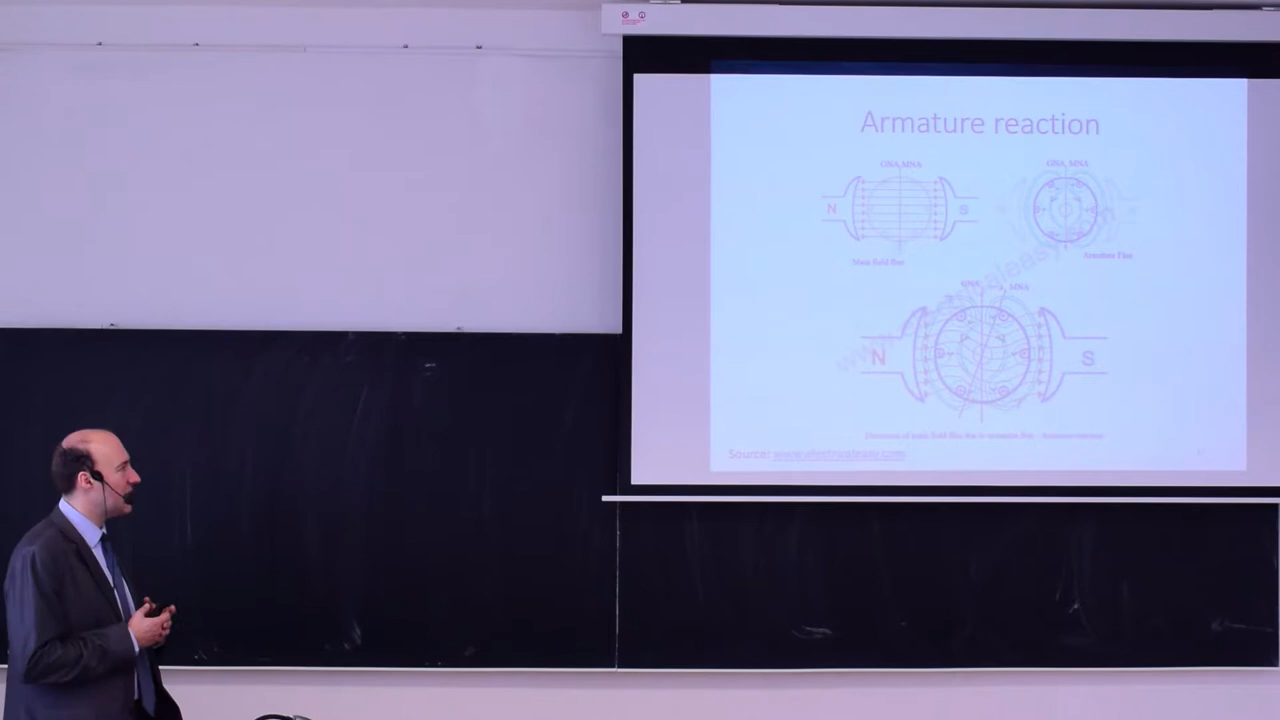 Armature reaction
GNA, MNA
N
S
Main field flux
GNA, MNA
Armature Flux
GNA
MNA
N
S
Source: www.electricaleasy.com